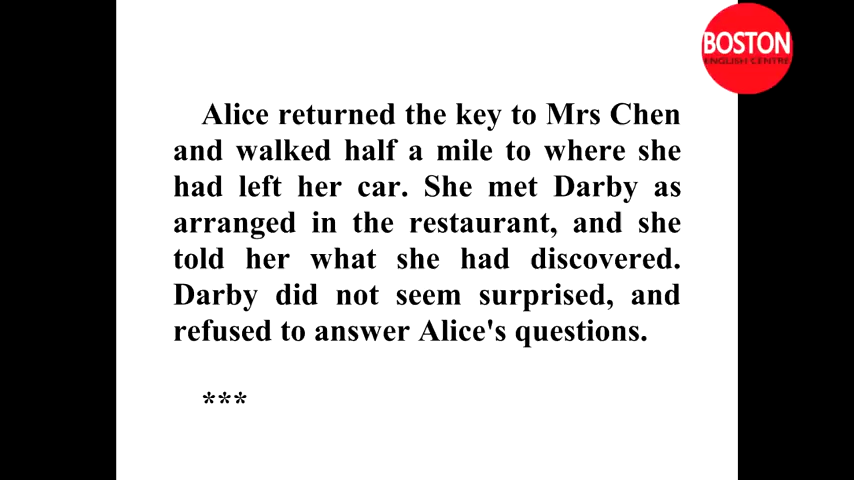 BOSTON
ENGLISH CENTRE
Alice returned the key to Mrs Chen
and walked half a mile to where she
had left her car. She met Darby as
arranged in the restaurant, and she
told her what she had discovered.
Darby did not seem surprised, and
refused to answer Alice's questions.
***